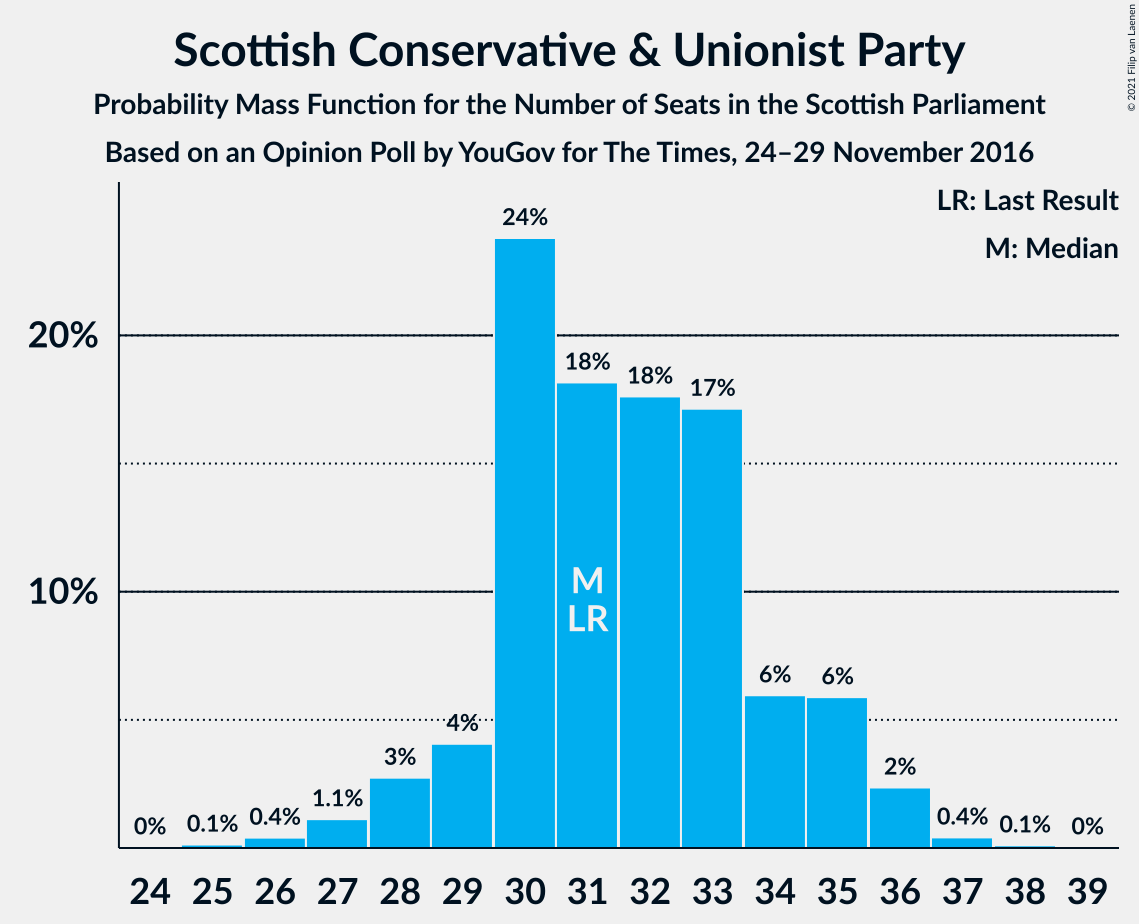 Scottish Conservative & Unionist Party
Probability Mass Function for the Number of Seats in the Scottish Parliament
Based on an Opinion Poll by YouGov for The Times, 24–29 November 2016
© 2021 Filip van Laenen
LR: Last Result
M: Median
20%
10%
0%
0.1%
0.4%
1.1%
3%
4%
24%
18%
18%
17%
6%
6%
2%
0.4%
0.1%
0%
M
LR
24 25 26 27 28 29 30 31 32 33 34 35 36 37 38 39